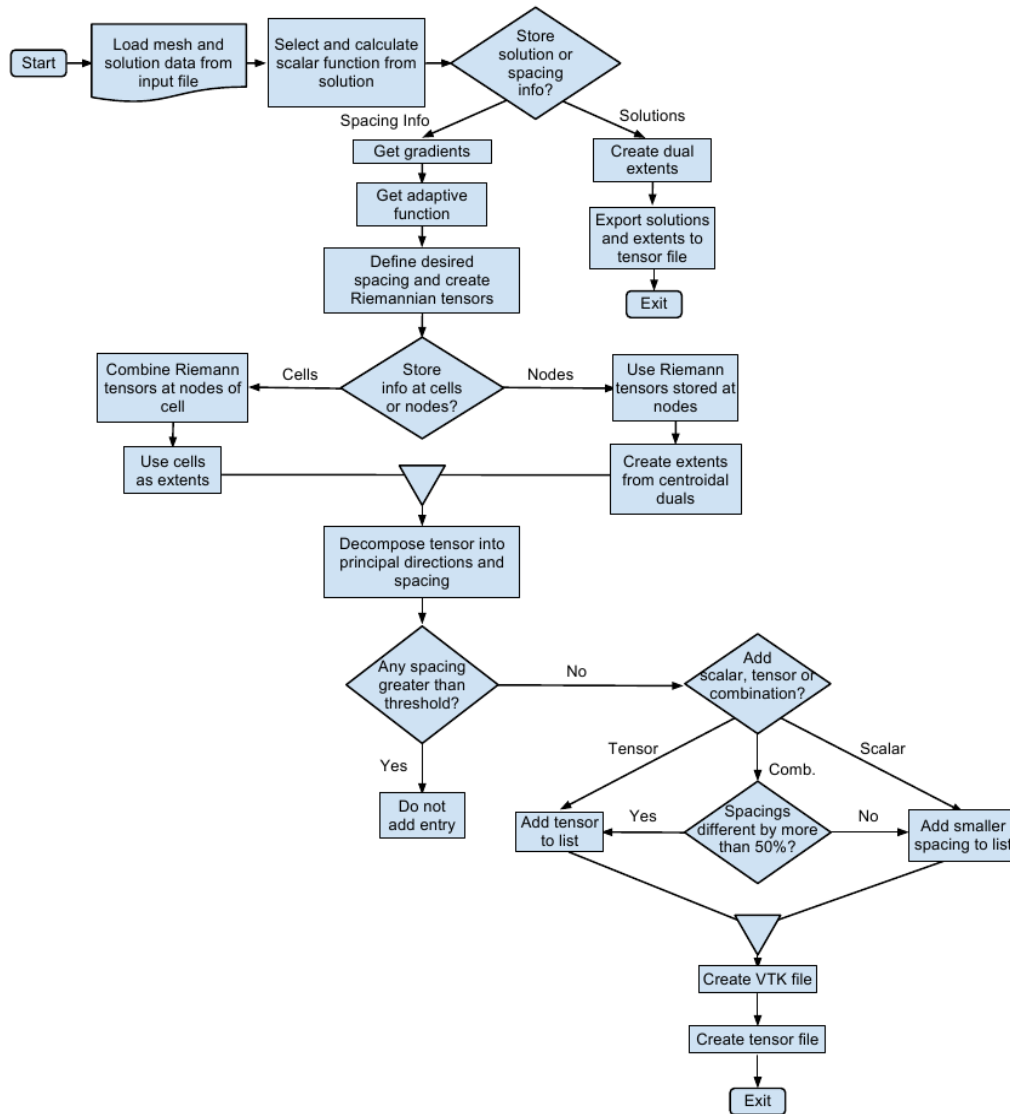 Start
Load mesh and
solution data from
input file
Select and calculate
scalar function from
solution
Store
solution or
spacing
info?
Spacing Info
Solutions
Get gradients
Create dual
extents
Get adaptive
function
Export solutions
and extents to
tensor file
Define desired
spacing and create
Riemannian tensors
Exit
Combine Riemann
tensors at nodes of
cell
Cells
Store
info at cells
or nodes?
Nodes
Use Riemann
tensors stored at
nodes
Use cells
as extents
Create extents
from centroidal
duals
Decompose tensor into
principal directions and
spacing
Any spacing
greater than
threshold?
No
Add
scalar, tensor or
combination?
Yes
Tensor
Comb.
Scalar
Do not
add entry
Add tensor
to list
Yes
Spacings
different by more
than 50%?
No
Add smaller
spacing to list
Create VTK file
Create tensor file
Exit